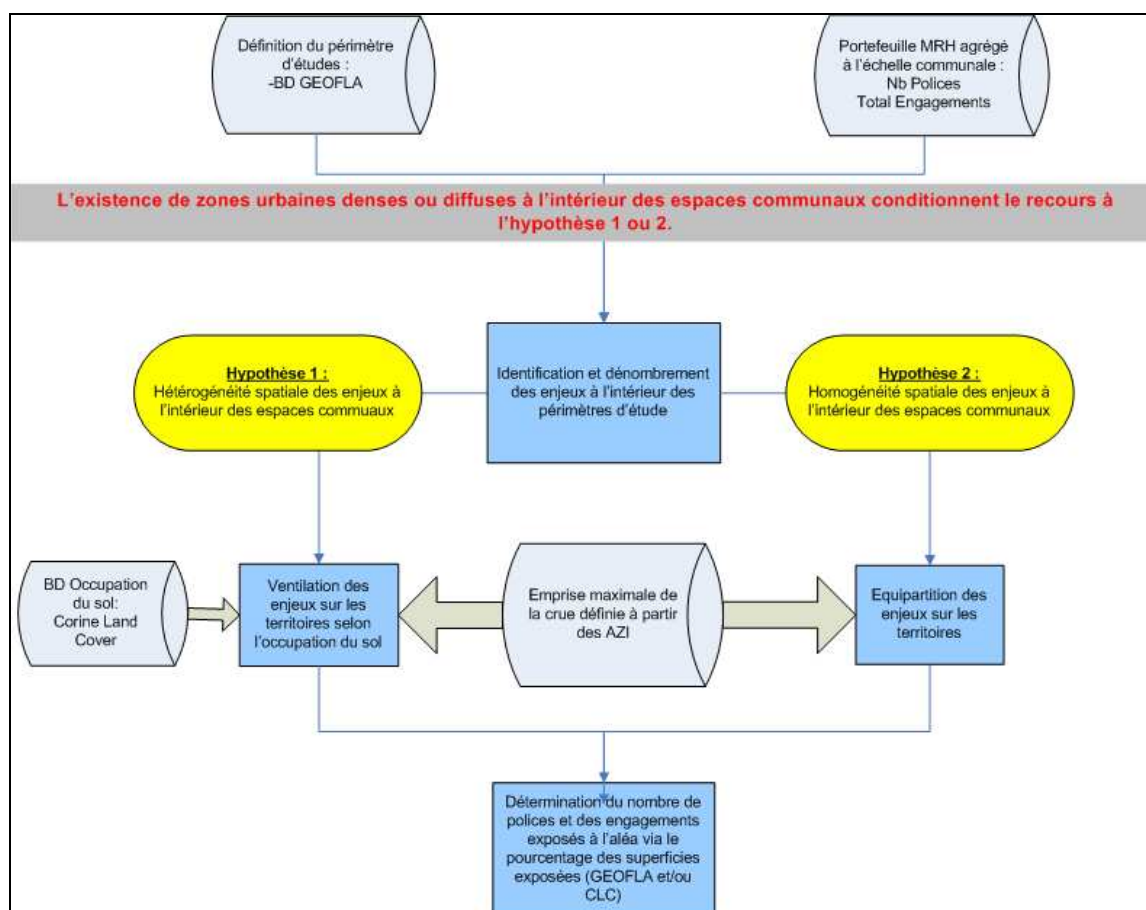 Définition du périmètre
d'études :
-BD GEOFLA
Portefeuille MRH agrégé
à l'échelle communale :
Nb Polices
Total Engagements
L'existence de zones urbaines denses ou diffuses à l'intérieur des espaces communaux conditionnent le recours à
l'hypothèse 1 ou 2.
Hypothèse 1 :
Hétérogénéité spatiale des enjeux à
l'intérieur des espaces commuaux
Identification et dénombrement
des enjeux à l'intérieur des
périmètres d'étude
Hypothèse 2 :
Homogénéité spatiale des enjeux à
l'intérieur des espaces communaux
BD Occupation
du sol:
Corine Land
Cover
Ventilation des
enjeux sur les
territoires selon
l'occupation du sol
Emprise maximale de
la crue définie à partir
des AZI
Equipartition des
enjeux sur les
territoires
Détermination du nombre de
polices et des engagements
exposés à l'aléa via le
pourcentage des superficies
exposées (GEOFLA et/ou
CLC)